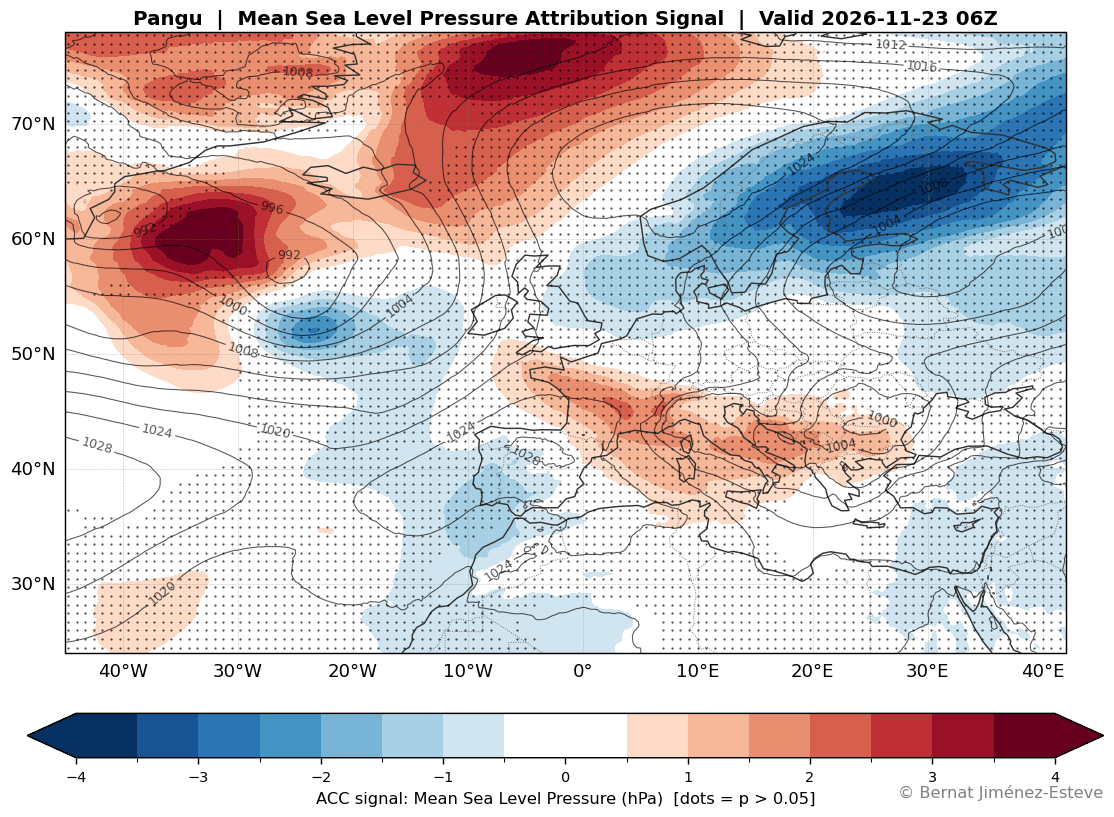 Pangu | Mean Sea Level Pressure Attribution Signal | Valid 2026-11-23 06Z
1012
1016
1008
70°N
1024
1008
996
992
1004
60°N
992
1000
1004
1008
50°N
1000
1024
1020
1024
1028
1028
1004
40°N
1024
1020
30°N
40°W 30°W 20°W 10°W 0° 10°E 20°E 30°E 40°E
−4 −3 −2 −1 0 1 2 3 4
ACC signal: Mean Sea Level Pressure (hPa) [dots = p > 0.05]
© Bernat Jiménez-Esteve